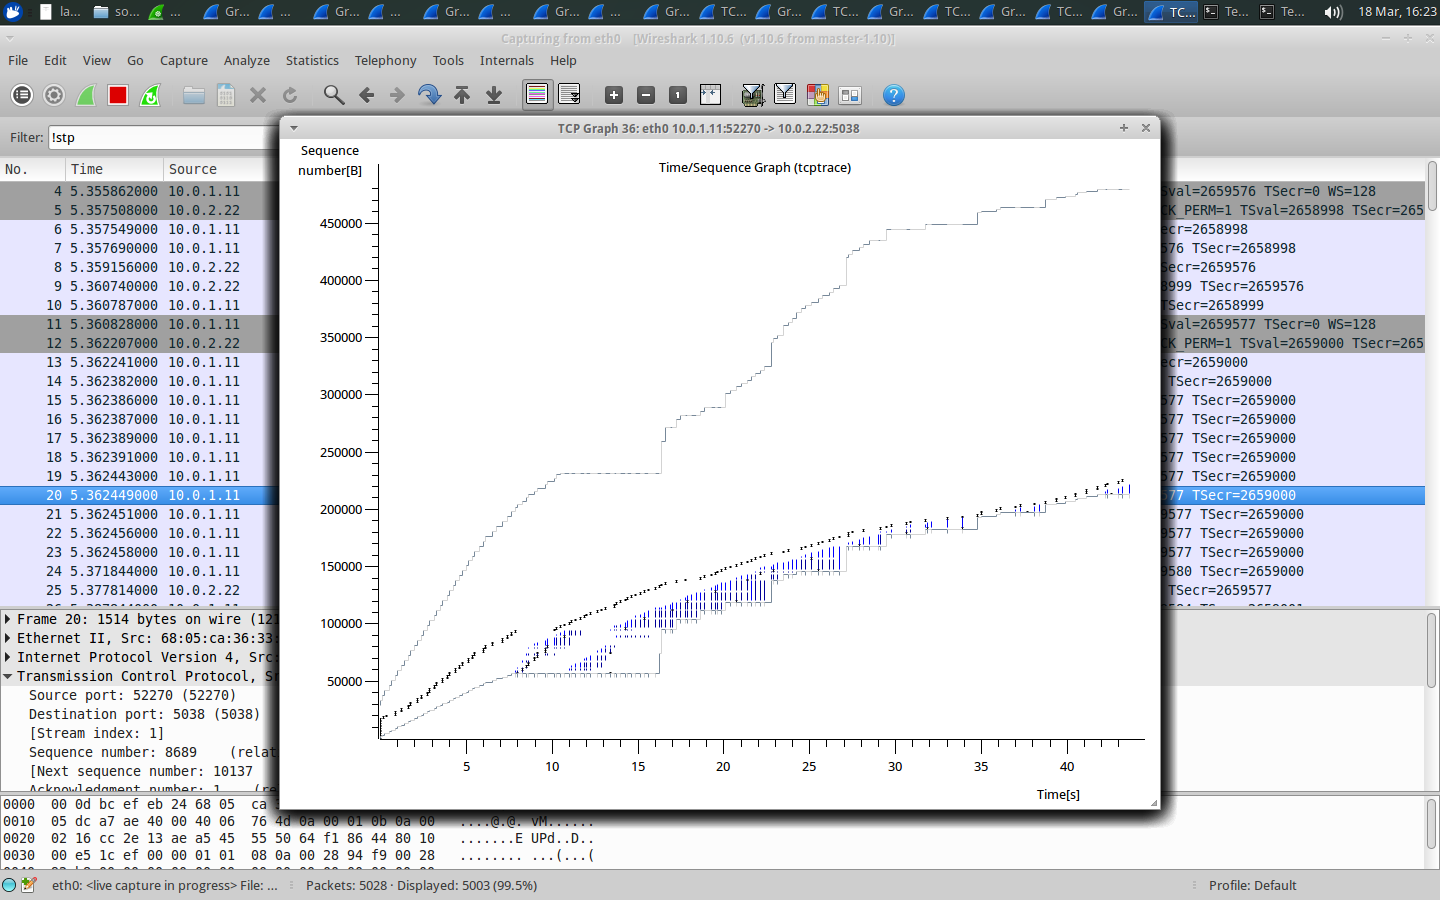 la... so... ... Gr... ... Gr... ... Gr... ... Gr... ... Gr... TC... Gr... TC... Gr... TC... Gr... TC... Gr... TC... Te... Te... 18 Mar, 16:23
Capturing from eth0 [Wireshark 1.10.6 (v1.10.6 from master-1.10)]
File Edit View Go Capture Analyze Statistics Telephony Tools Internals Help
Filter: !stp
No. Time Source
4 5.355862000 10.0.1.11 Sval=2659576 TSecr=0 WS=128
5 5.357508000 10.0.2.22 CK_PERM=1 TSval=2658998 TSecr=265
6 5.357549000 10.0.1.11 ecr=2658998
7 5.357690000 10.0.1.11 576 TSecr=2658998
8 5.359156000 10.0.2.22 Secr=2659576
9 5.360740000 10.0.2.22 8999 TSecr=2659576
10 5.360787000 10.0.1.11 TSecr=2658999
11 5.360828000 10.0.1.11 Sval=2659577 TSecr=0 WS=128
12 5.362207000 10.0.2.22 CK_PERM=1 TSval=2659000 TSecr=265
13 5.362241000 10.0.1.11 ecr=2659000
14 5.362382000 10.0.1.11 TSecr=2659000
15 5.362386000 10.0.1.11 577 TSecr=2659000
16 5.362387000 10.0.1.11 577 TSecr=2659000
17 5.362389000 10.0.1.11 577 TSecr=2659000
18 5.362391000 10.0.1.11 577 TSecr=2659000
19 5.362443000 10.0.1.11 577 TSecr=2659000
20 5.362449000 10.0.1.11 577 TSecr=2659000
21 5.362451000 10.0.1.11 9577 TSecr=2659000
22 5.362456000 10.0.1.11 9577 TSecr=2659000
23 5.362458000 10.0.1.11 9577 TSecr=2659000
24 5.371844000 10.0.1.11 9580 TSecr=2659000
25 5.377814000 10.0.2.22 TSecr=2659577
TCP Graph 36: eth0 10.0.1.11:52270 -> 10.0.2.22:5038
Sequence
number[B]
Time/Sequence Graph (tcptrace)
450000
400000
350000
300000
250000
200000
150000
100000
50000
5 10 15 20 25 30 35 40
Time[s]
Frame 20: 1514 bytes on wire (121
Ethernet II, Src: 68:05:ca:36:33:
Internet Protocol Version 4, Src:
Transmission Control Protocol, S
Source port: 52270 (52270)
Destination port: 5038 (5038)
[Stream index: 1]
Sequence number: 8689 (relat
[Next sequence number: 10137
Acknowledgment number: 1 (re
0000 00 0d bc ef eb 24 68 05 ca 3
0010 05 dc a7 ae 40 00 40 06 76 4d 0a 00 01 0b 0a 00 ....@.@. vM......
0020 02 16 cc 2e 13 ae a5 45 55 50 64 f1 86 44 80 10 .......E UPd..D..
0030 00 e5 1c ef 00 00 01 01 08 0a 00 28 94 f9 00 28 ........ ...(...(
eth0: <live capture in progress> File: ... Packets: 5028 · Displayed: 5003 (99.5%) Profile: Default